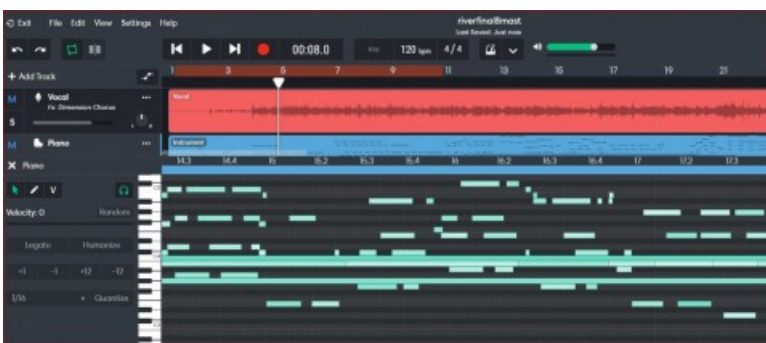 Exit File Edit View Settings Help
riverfinal8mast
Last Saved: Just now
00:08.0 Key 120 bpm 4/4
+ Add Track
1 3 5 7 9 11 13 15 17 19 21
M Vocal ...
Fx: Dimension Chorus
S
Vocal
M Piano ...
Instrument
X Piano
14.3 14.4 15 15.2 15.3 15.4 16 16.2 16.3 16.4 17 17.2 17.3
V
Velocity: 0 Random
Legato Humanize
+1 -1 +12 -12
1/16 Quantize